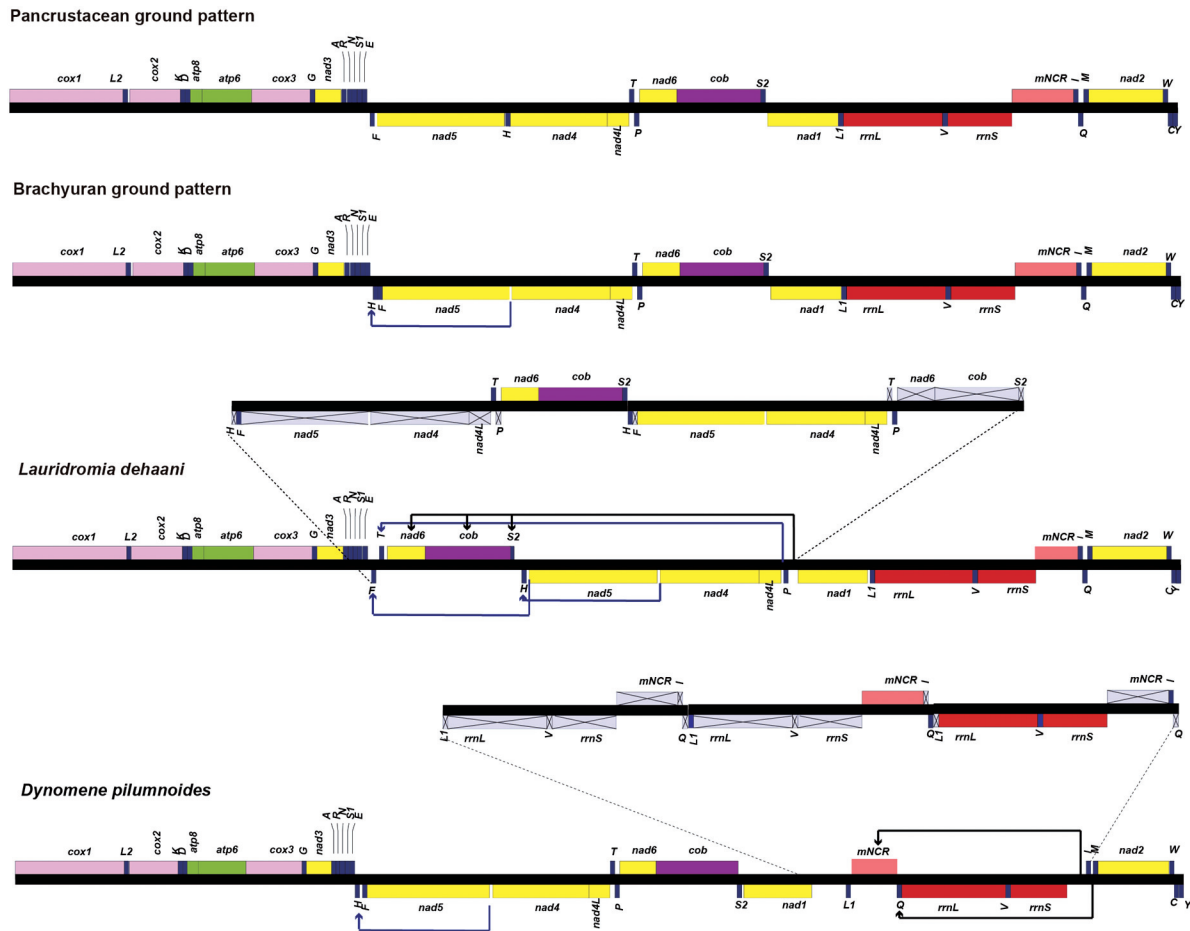 Pancrustacean ground pattern
A R N S1 E
cox1 L2 cox2 K D atp8 atp6 cox3 G nad3 T nad6 cob S2 mNCR I M nad2 W
F nad5 H nad4 nad4L P nad1 L1 rrnL V rrnS Q CY
Brachyuran ground pattern
A R N S1 E
cox1 L2 cox2 K D atp8 atp6 cox3 G nad3 T nad6 cob S2 mNCR I M nad2 W
H F nad5 nad4 nad4L P nad1 L1 rrnL V rrnS Q CY
T nad6 cob S2 T nad6 cob S2
H F nad5 nad4 nad4L P H F nad5 nad4 nad4L P
Lauridromia dehaani
A R N S1 E
cox1 L2 cox2 K D atp8 atp6 cox3 G nad3 T nad6 cob S2 mNCR I M nad2 W
F H nad5 nad4 nad4L P nad1 L1 rrnL V rrnS Q C Y
mNCR I mNCR I mNCR I
L1 rrnL V rrnS Q L1 rrnL V rrnS Q L1 rrnL V rrnS Q
Dynomene pilumnoides
A R N S1 E
cox1 L2 cox2 K D atp8 atp6 cox3 G nad3 T nad6 cob mNCR I M nad2 W
H F nad5 nad4 nad4L P S2 nad1 L1 Q rrnL V rrnS C Y